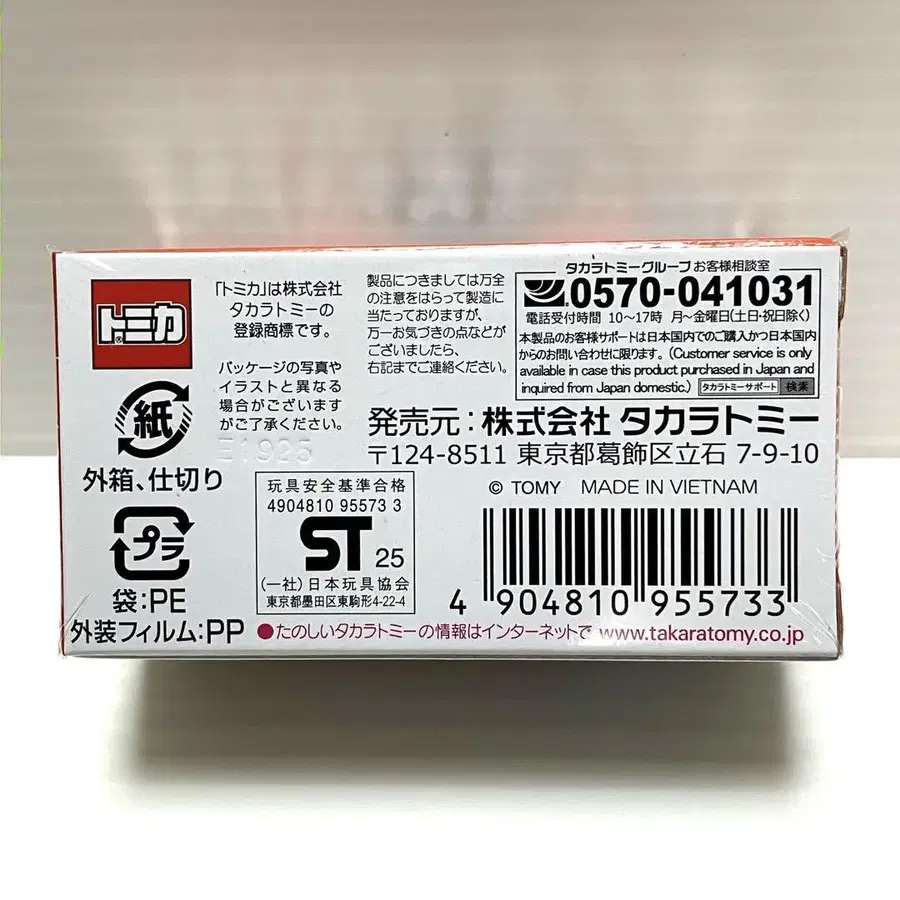 トミカ
®
「トミカ」は株式会社
タカラトミーの
登録商標です。
パッケージの写真や
イラストと異なる
場合がございます
がご了承ください。
製品につきましては万全
の注意をはらって製造に
当たっておりますが、
万一お気づきの点などが
ございましたら、
右記までご連絡ください。
タカラトミーグループ お客様相談室
0570-041031
電話受付時間 10〜17時 月〜金曜日(土日・祝日除く)
本製品のお客様サポートは日本国内でのご購入かつ日本国内
からのお問い合わせに限ります。(Customer service is only
available in case this product purchased in Japan and
inquired from Japan domestic.) タカラトミーサポート 検索
発売元:株式会社 タカラトミー
〒124-8511 東京都葛飾区立石 7-9-10
© TOMY MADE IN VIETNAM
紙
外箱、仕切り
プラ
袋:PE
外装フィルム:PP
玩具安全基準合格
4904810 95573 3
ST 25
(一社)日本玩具協会
東京都墨田区東駒形4-22-4
4 904810 955733
●たのしいタカラトミーの情報はインターネットで www.takaratomy.co.jp